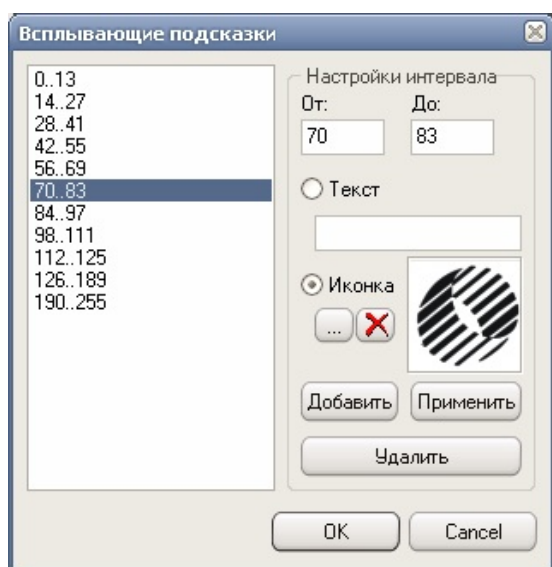 Всплывающие подсказки
0..13
14..27
28..41
42..55
56..69
70..83
84..97
98..111
112..125
126..189
190..255
Настройки интервала
От: До:
70 83
Текст
Иконка
...
Добавить Применить
Удалить
OK Cancel